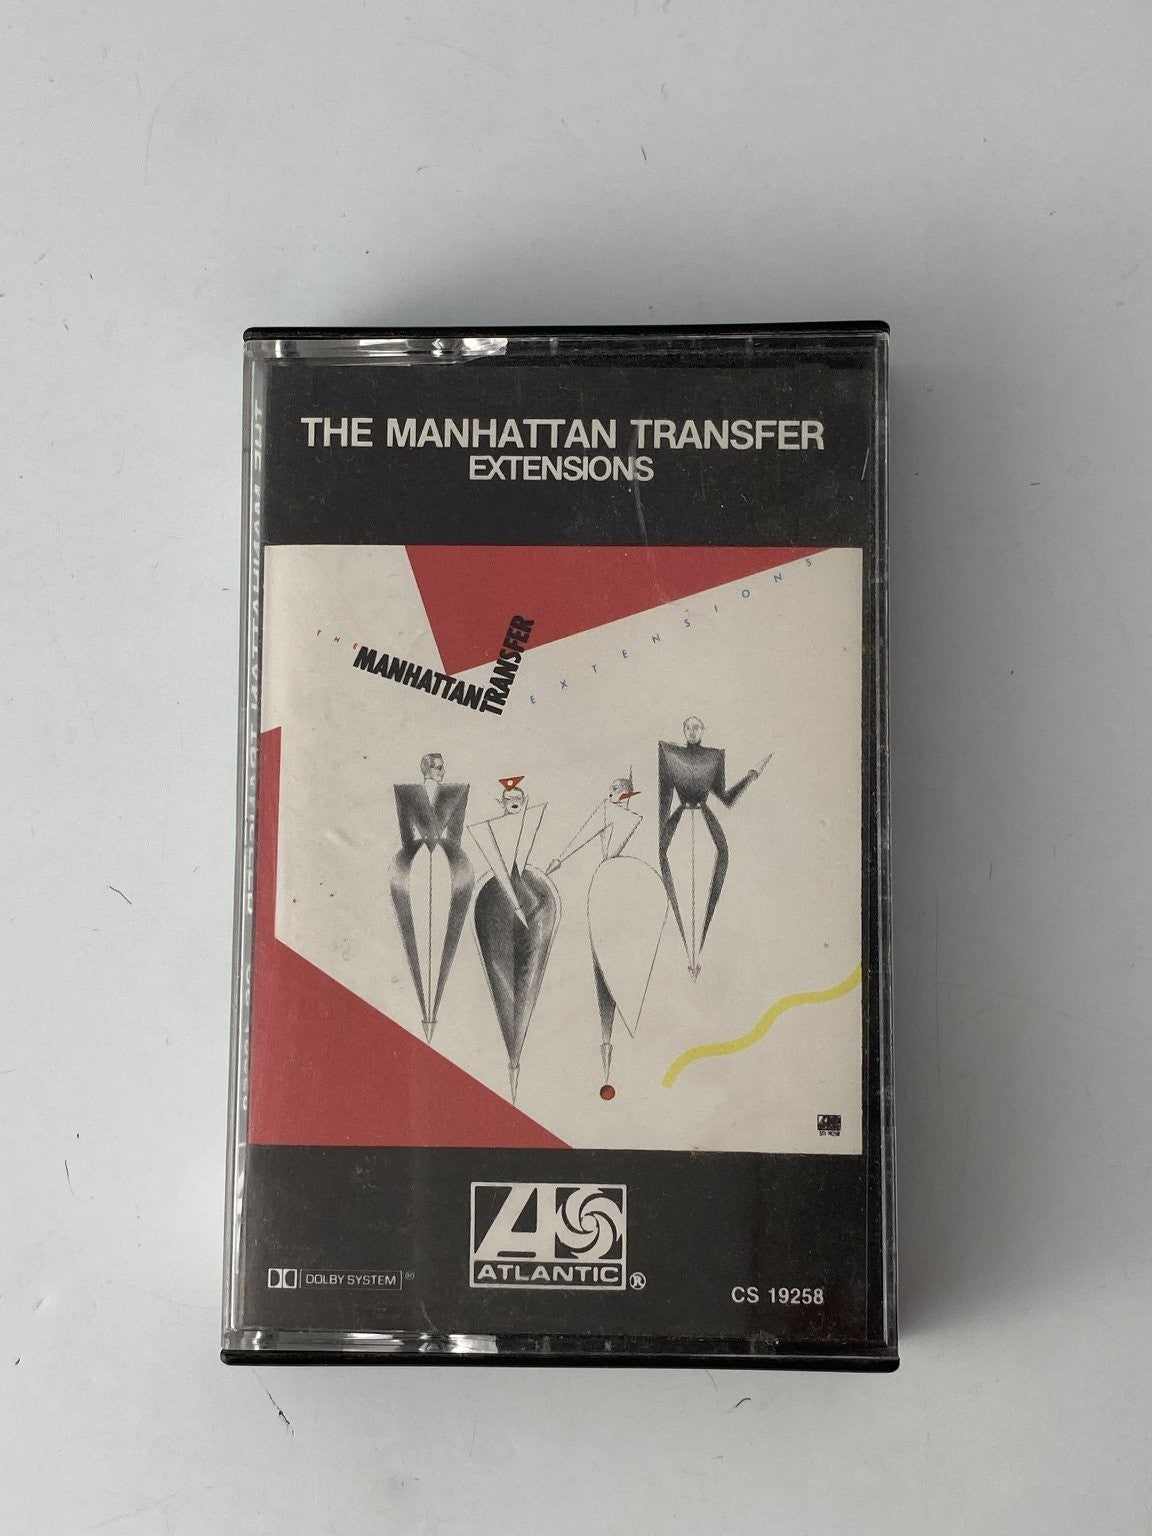 THE MANHATTAN TRANSFER
EXTENSIONS
THE
MANHATTAN
TRANSFER
EXTENSIONS
DOLBY SYSTEM®
ATLANTIC®
CS 19258